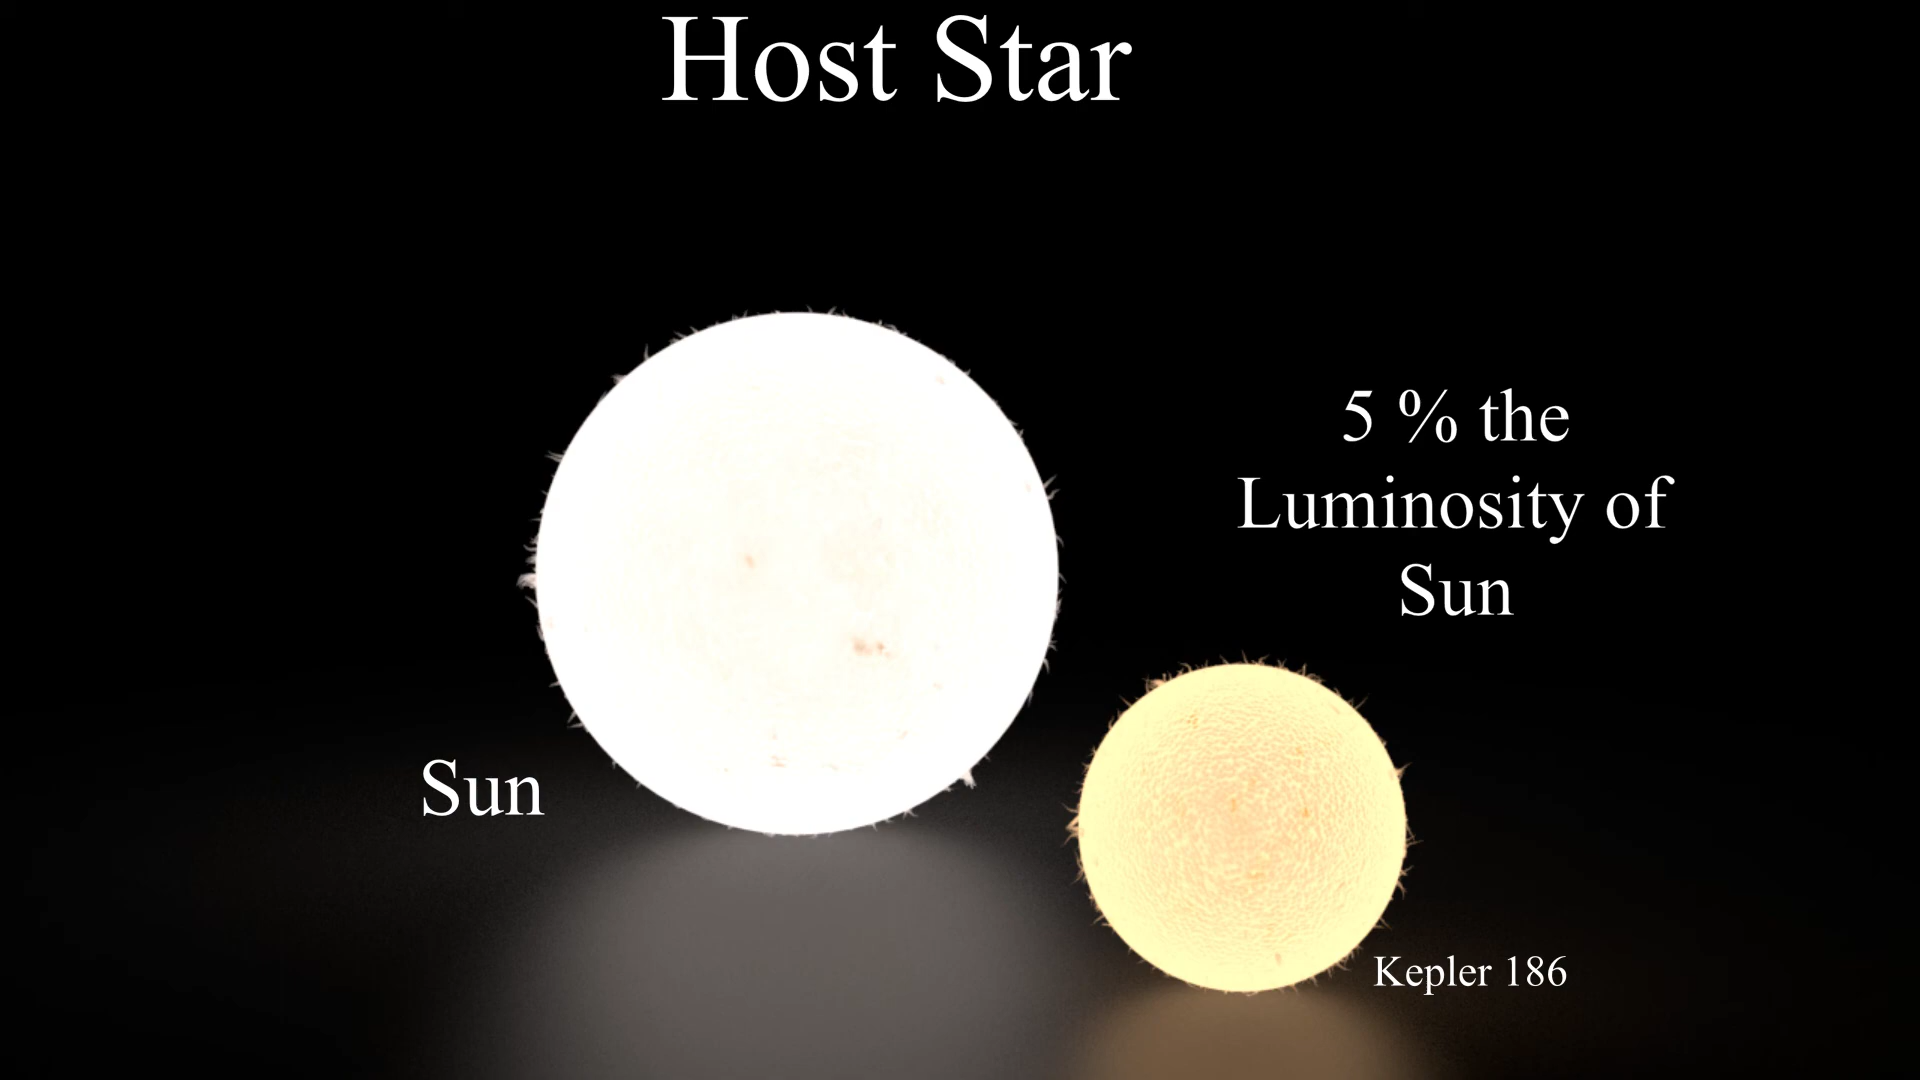 Host Star
5 % the
Luminosity of
Sun
Sun
Kepler 186